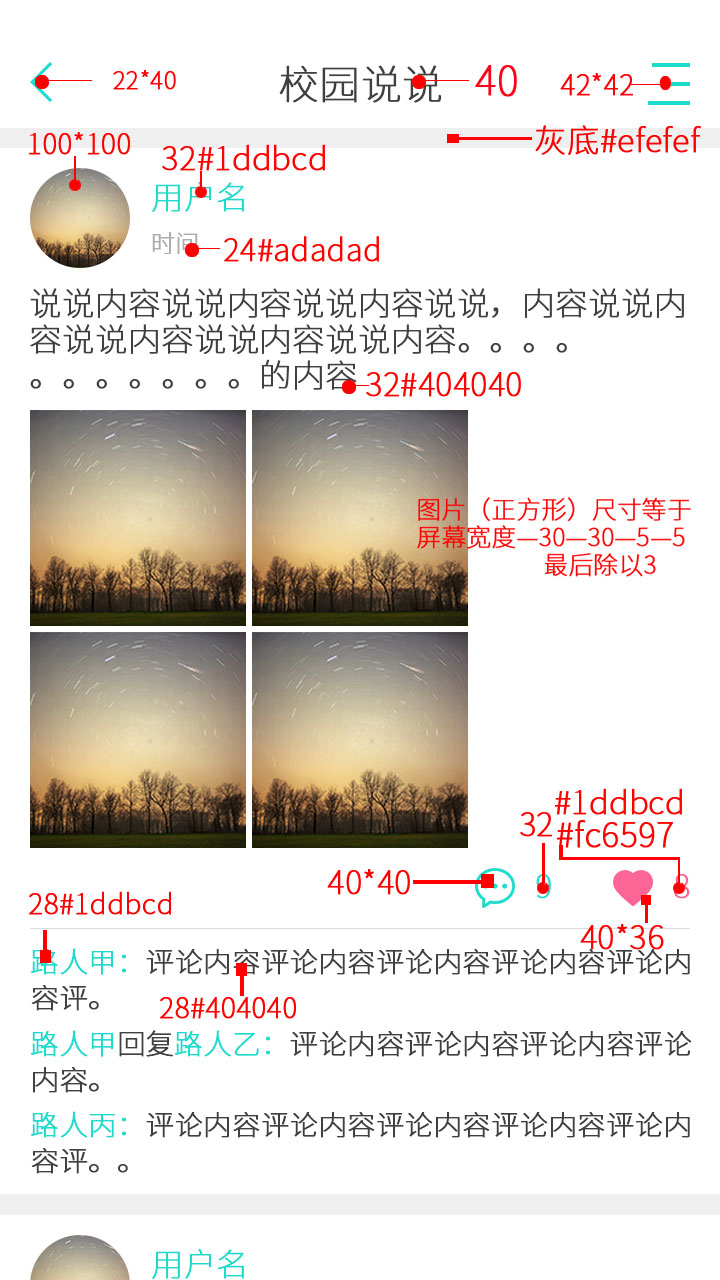 22*40
校园说说
40
42*42
灰底#efefef
100*100
32#1ddbcd
用户名
时间
24#adadad
说说内容说说内容说说内容说说，内容说说内
容说说内容说说内容说说内容。。。。
。。。。。。。的内容
32#404040
图片（正方形）尺寸等于
屏幕宽度—30—30—5—5
最后除以3
#1ddbcd
32
#fc6597
40*40
9
8
28#1ddbcd
40*36
路人甲：评论内容评论内容评论内容评论内容评论内
容评。
28#404040
路人甲回复路人乙：评论内容评论内容评论内容评论
内容。
路人丙：评论内容评论内容评论内容评论内容评论内
容评。。
用户名